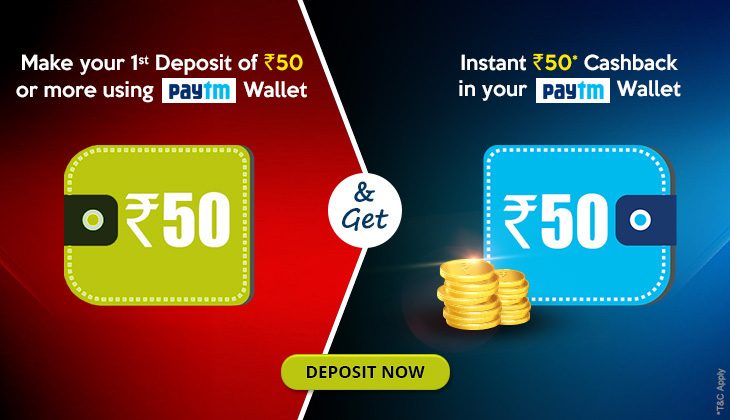 Make your 1st Deposit of ₹50
or more using paytm Wallet
Instant ₹50* Cashback
in your paytm Wallet
₹50
& Get
₹50
DEPOSIT NOW
*T&C Apply